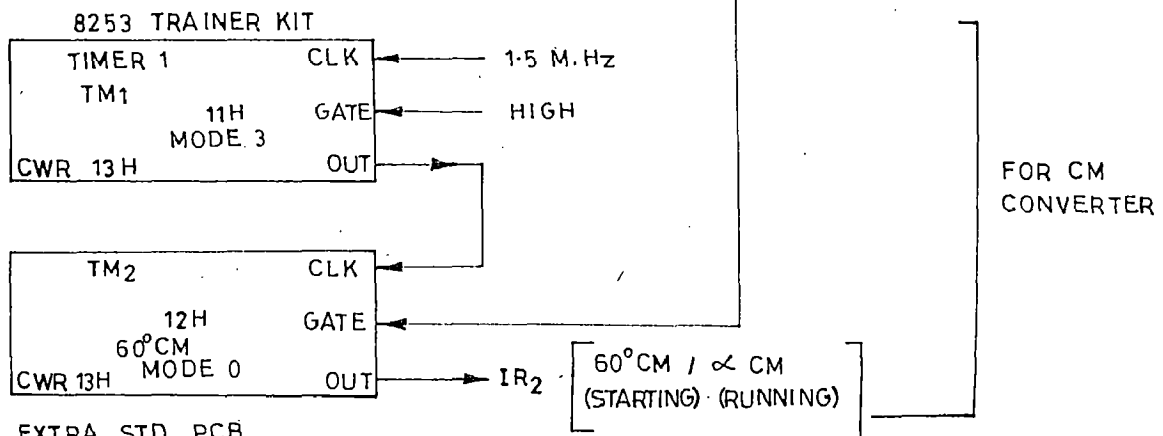 8253 TRAINER KIT
TIMER 1 CLK 1.5 M.Hz
TM1
11H GATE HIGH
MODE 3
CWR 13H OUT
FOR CM
CONVERTER
TM2 CLK
12H GATE
60°CM
MODE 0
CWR 13H OUT IR2
60°CM / α CM
(STARTING) (RUNNING)
EXTRA STD. PCB